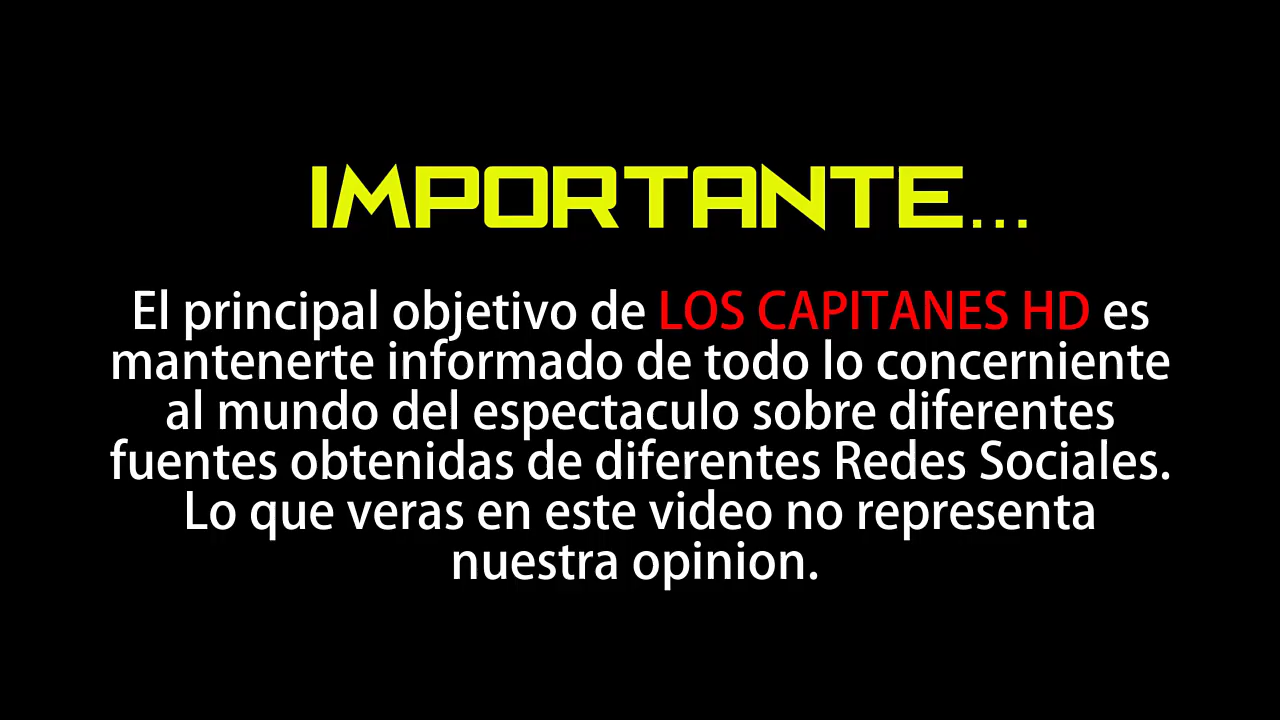 IMPORTANTE...
El principal objetivo de LOS CAPITANES HD es
mantenerte informado de todo lo concerniente
al mundo del espectaculo sobre diferentes
fuentes obtenidas de diferentes Redes Sociales.
Lo que veras en este video no representa
nuestra opinion.